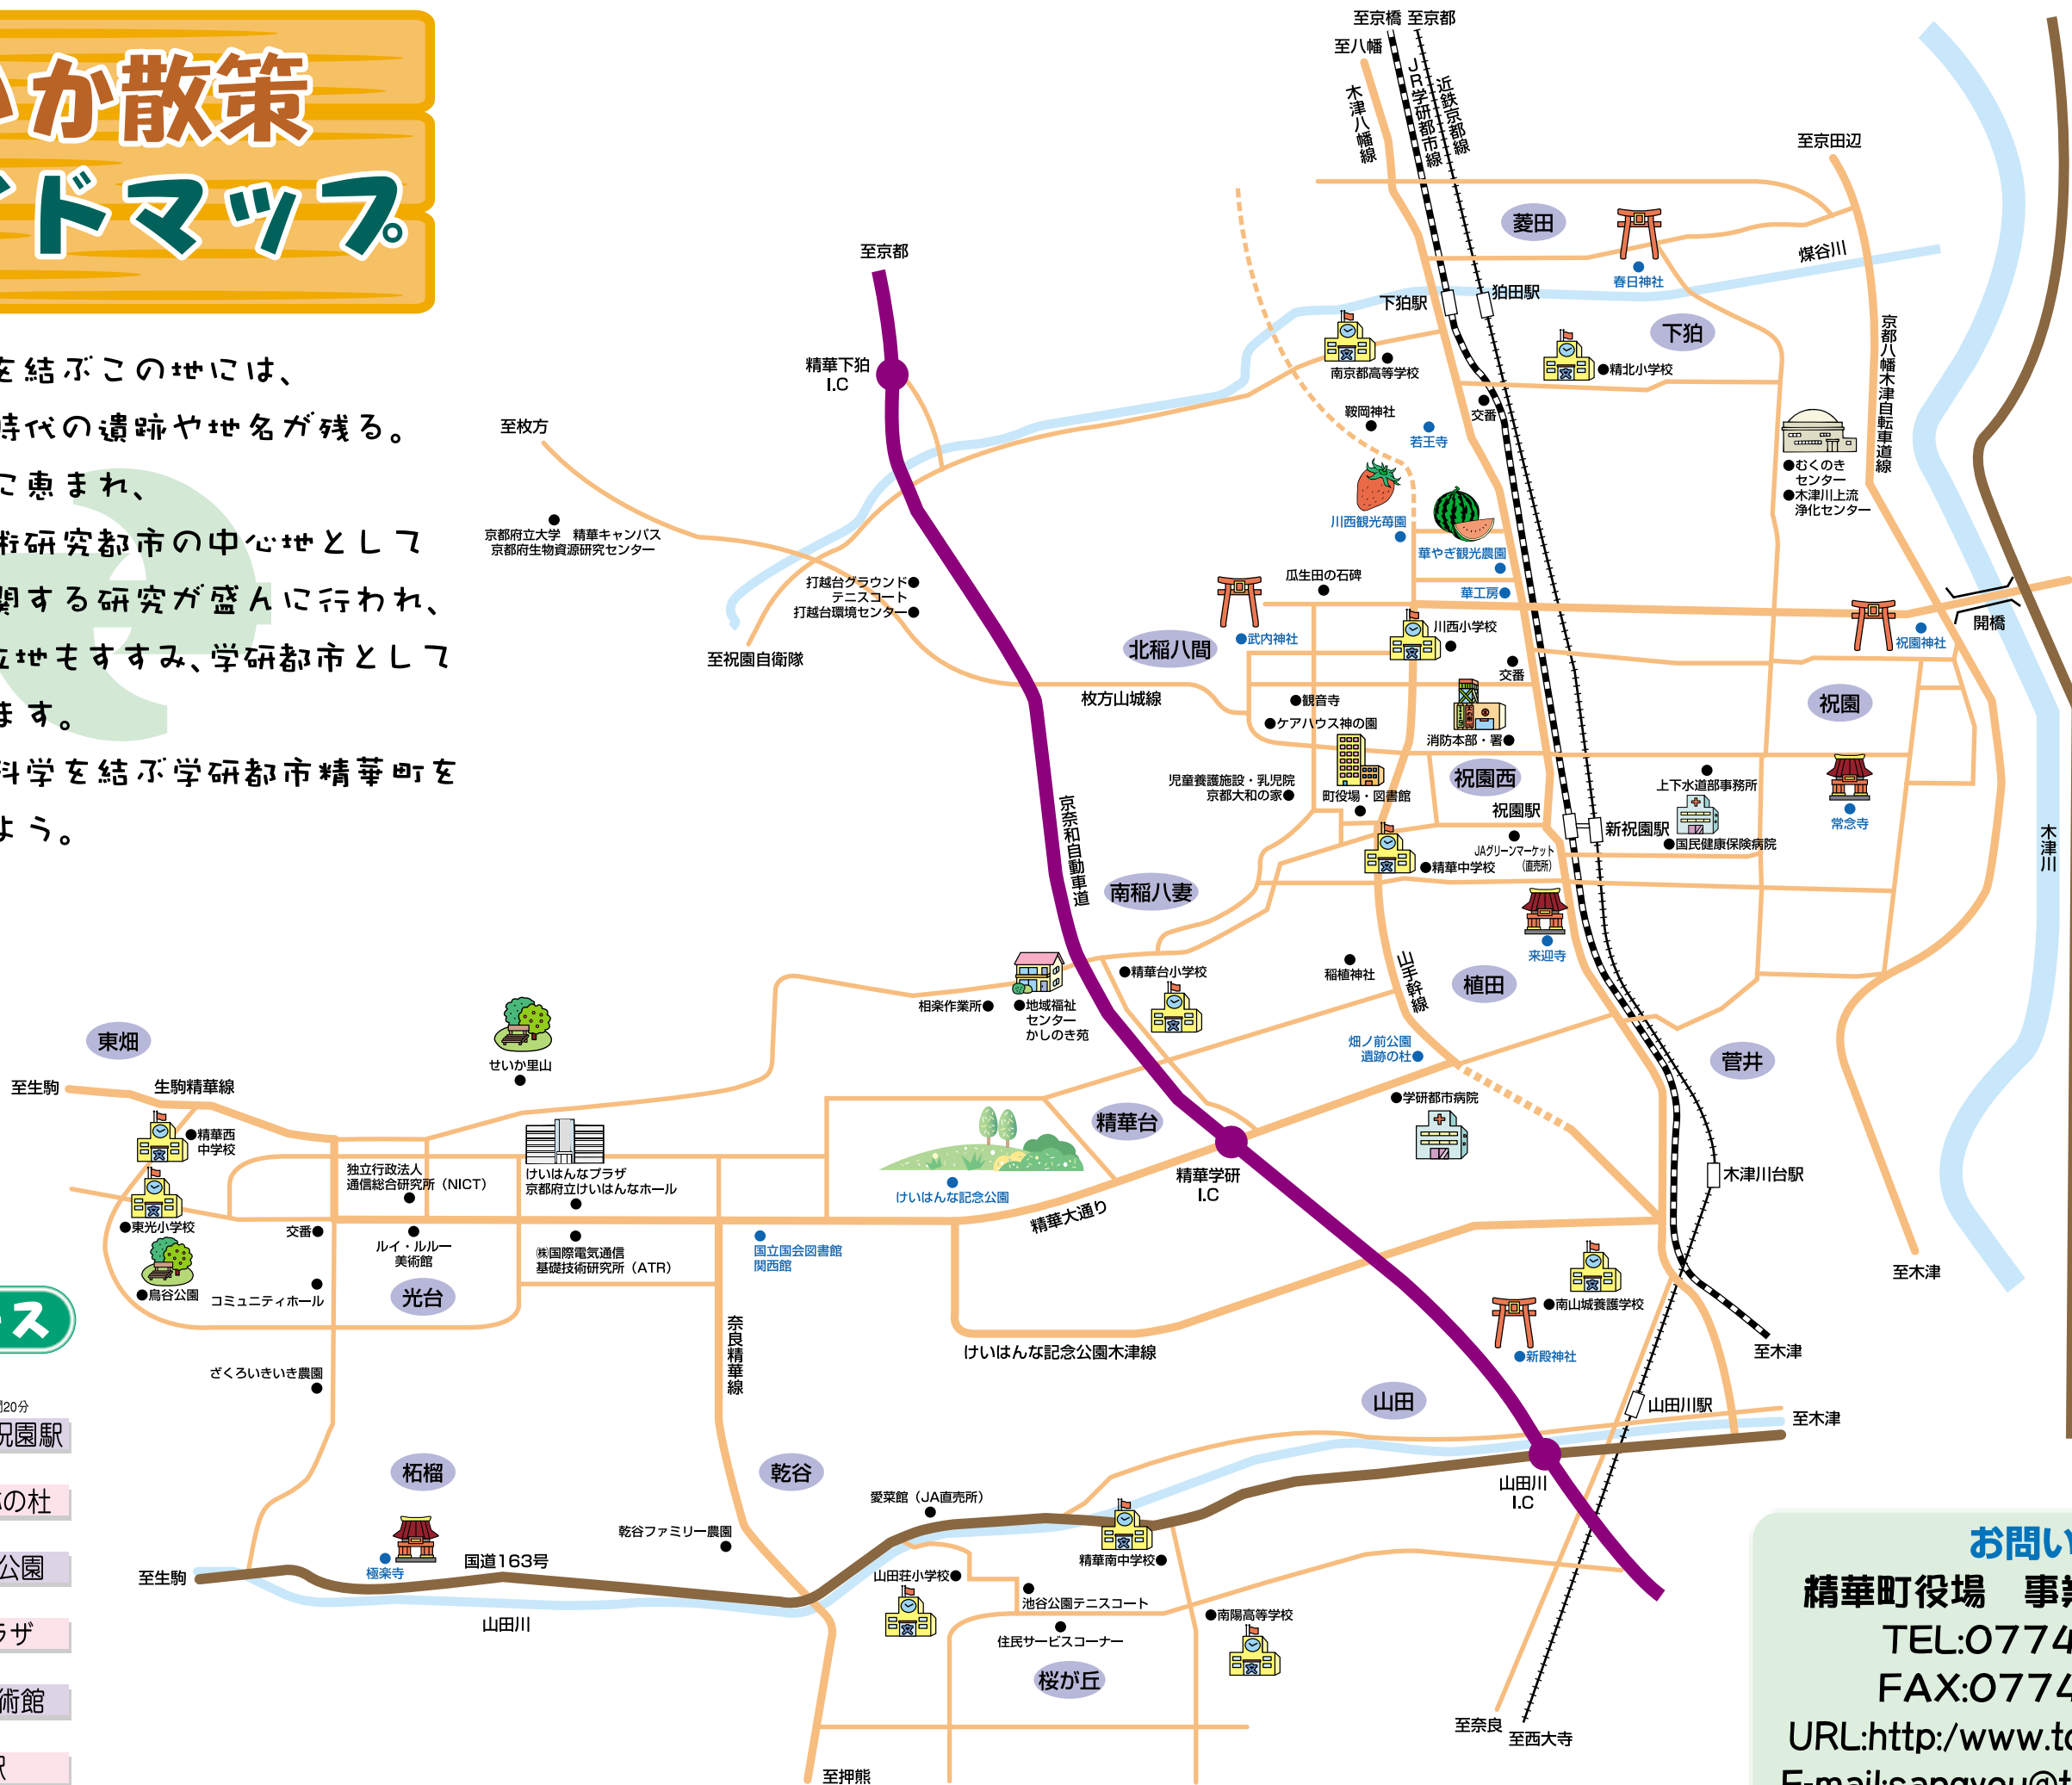 か散策
ドマップ
を結ぶこの地には、
時代の遺跡や地名が残る。
に恵まれ、
術研究都市の中心地として
関する研究が盛んに行われ、
立地もすすみ、学研都市として
ます。
科学を結ぶ学研都市精華町を
よう。
至京橋
至京都
至八幡
木津八幡線
JR学研都市線
近鉄京都線
至京田辺
菱田
春日神社
煤谷川
至京都
下狛駅
狛田駅
下狛
精華下狛
I.C
南京都高等学校
精北小学校
京都八幡木津自転車道線
至枚方
鞍岡神社
若王寺
交番
むくのき
センター
木津川上流
浄化センター
京都府立大学　精華キャンパス
京都府生物資源研究センター
川西観光苺園
華やぎ観光農園
打越台グラウンド
テニスコート
打越台環境センター
瓜生田の石碑
華工房
至祝園自衛隊
北稲八間
武内神社
川西小学校
祝園神社
開橋
交番
枚方山城線
観音寺
ケアハウス神の園
消防本部・署
祝園
児童養護施設・乳児院
京都大和の家
町役場・図書館
祝園西
上下水道部事務所
京奈和自動車道
祝園駅
新祝園駅
常念寺
国民健康保険病院
JAグリーンマーケット
(直売所)
精華中学校
木津川
南稲八妻
来迎寺
精華台小学校
稲植神社
山手幹線
植田
相楽作業所
地域福祉
センター
かしのき苑
東畑
せいか里山
畑ノ前公園
遺跡の杜
菅井
至生駒
生駒精華線
学研都市病院
精華台
精華西
中学校
独立行政法人
通信総合研究所（NICT）
けいはんなプラザ
京都府立けいはんなホール
けいはんな記念公園
精華学研
I.C
木津川台駅
東光小学校
精華大通り
交番
ルイ・ルルー
美術館
㈱国際電気通信
基礎技術研究所（ATR）
国立国会図書館
関西館
至木津
鳥谷公園
コミュニティホール
光台
南山城養護学校
奈良精華線
けいはんな記念公園木津線
新殿神社
至木津
ざくろいきいき農園
山田
山田川駅
至木津
ス
20分
祝園駅
の杜
公園
ラザ
術館
駅
柘榴
乾谷
愛菜館（JA直売所）
山田川
I.C
乾谷ファミリー農園
極楽寺
国道163号
至生駒
精華南中学校
山田荘小学校
池谷公園テニスコート
山田川
住民サービスコーナー
南陽高等学校
桜が丘
至奈良
至西大寺
至押熊
お問い
精華町役場　事業
TEL:0774
FAX:0774
URL:http:/www.to
E-mail:sangyou@t